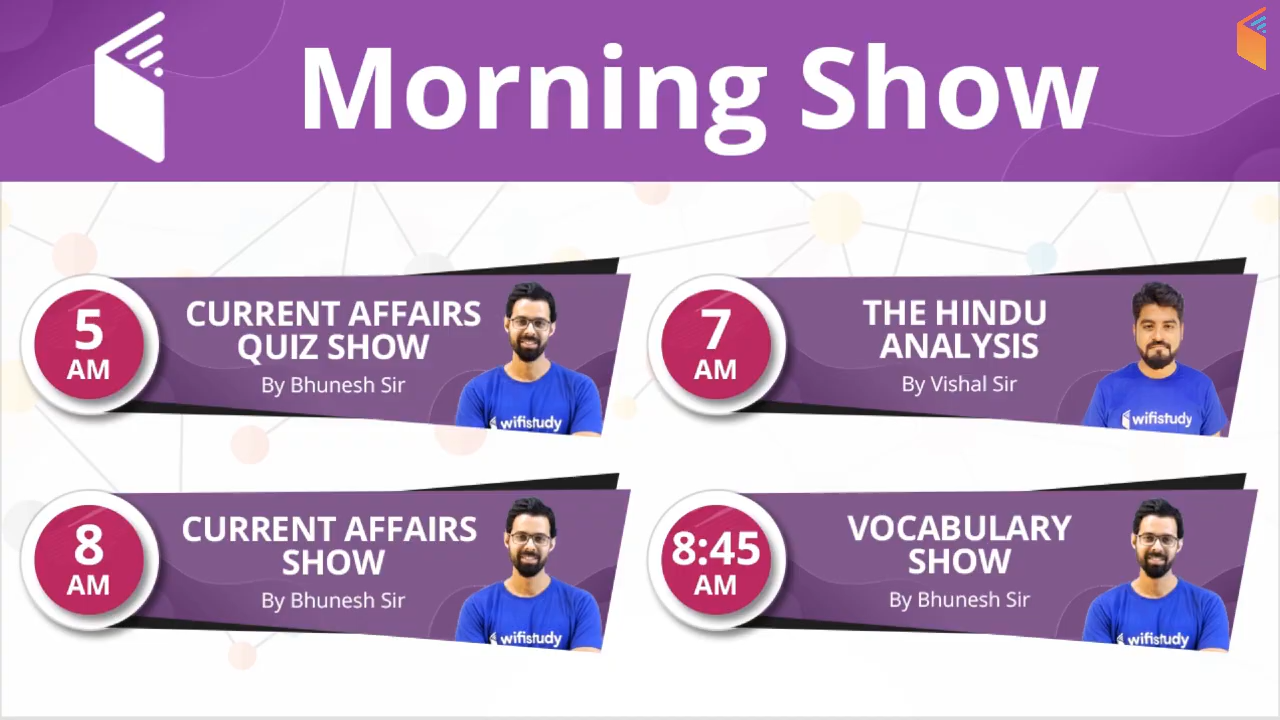 Morning Show
5
AM
CURRENT AFFAIRS
QUIZ SHOW
By Bhunesh Sir
wifistudy
7
AM
THE HINDU
ANALYSIS
By Vishal Sir
wifistudy
8
AM
CURRENT AFFAIRS
SHOW
By Bhunesh Sir
wifistudy
8:45
AM
VOCABULARY
SHOW
By Bhunesh Sir
wifistudy